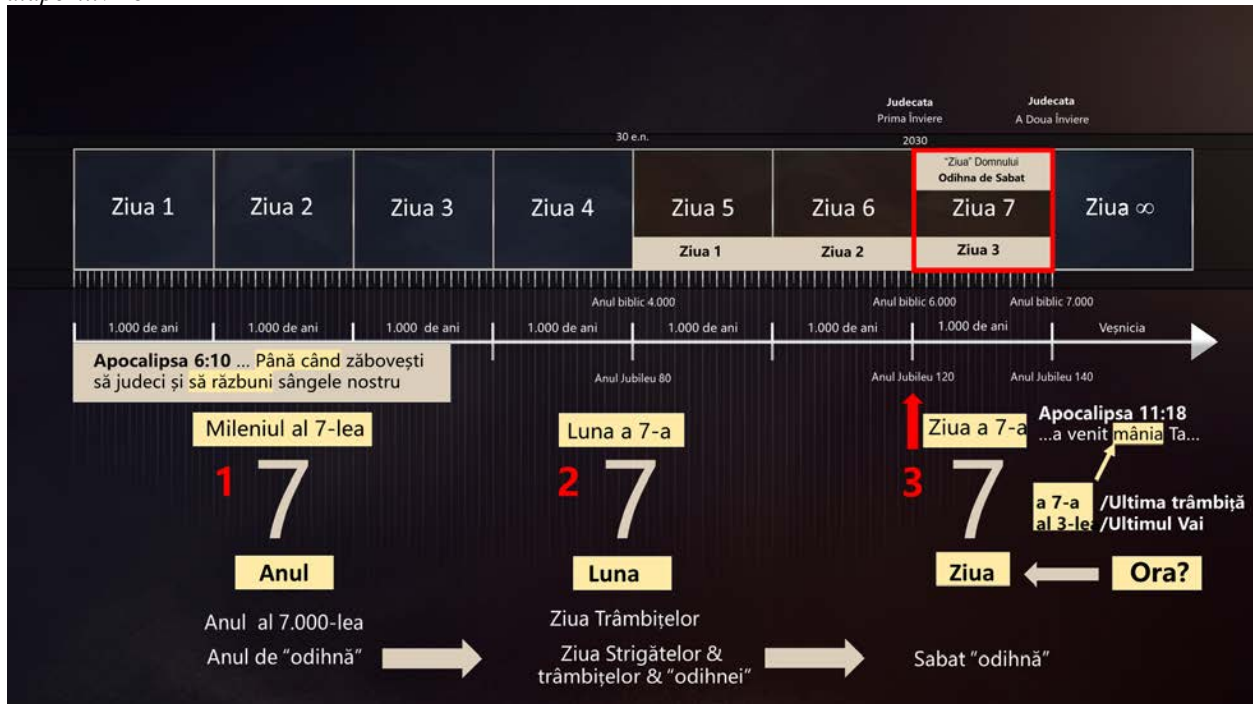 Judecata
Prima Înviere
Judecata
A Doua Înviere
30 e.n.
2030
Ziua 1
Ziua 2
Ziua 3
Ziua 4
Ziua 5
Ziua 6
"Ziua" Domnului
Odihna de Sabat
Ziua 7
Ziua ∞
Ziua 1
Ziua 2
Ziua 3
Anul biblic 4.000
Anul biblic 6.000
Anul biblic 7.000
1.000 de ani
1.000 de ani
1.000 de ani
1.000 de ani
1.000 de ani
1.000 de ani
1.000 de ani
Veșnicia
Apocalipsa 6:10 ... Până când zăbovești
să judeci și să răzbuni sângele nostru
Anul Jubileu 80
Anul Jubileu 120
Anul Jubileu 140
Mileniul al 7-lea
1
7
Anul
Anul al 7.000-lea
Anul de "odihnă"
Luna a 7-a
2
7
Luna
Ziua Trâmbițelor
Ziua Strigătelor &
trâmbițelor & "odihnei"
Ziua a 7-a
3
7
Ziua
Ora?
Sabat "odihnă"
Apocalipsa 11:18
...a venit mânia Ta...
a 7-a /Ultima trâmbiță
al 3-le /Ultimul Vai